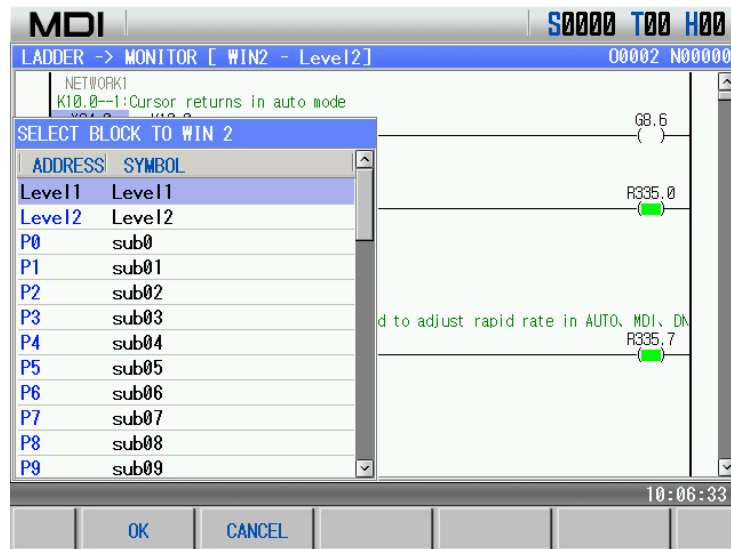 MDI S0000 T00 H00
LADDER -> MONITOR [ WIN2 - Level2] O0002 N00000
NETWORK1
K10.0--1:Cursor returns in auto mode
G8.6
SELECT BLOCK TO WIN 2
ADDRESS SYMBOL
Level1 Level1
R335.0
Level2 Level2
P0 sub0
P1 sub01
P2 sub02
P3 sub03
d to adjust rapid rate in AUTO、MDI、DN
P4 sub04
R335.7
P5 sub05
P6 sub06
P7 sub07
P8 sub08
P9 sub09
10:06:33
OK CANCEL